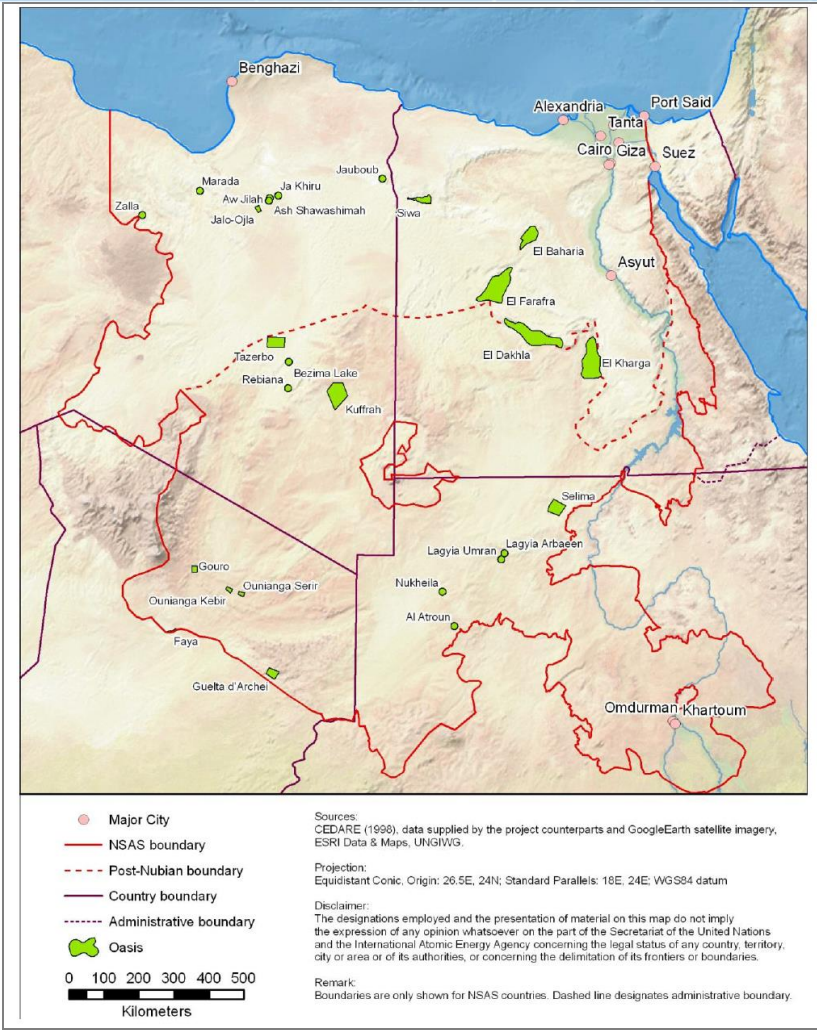 Benghazi
Alexandria
Port Said
Tanta
Cairo
Giza
Suez
Jauboub
Marada
Ja Khiru
Aw Jilah
Ash Shawashimah
Jalo-Ojla
Zalla
Siwa
El Baharia
Asyut
El Farafra
El Dakhla
El Kharga
Tazerbo
Bezima Lake
Rebiana
Kuffrah
Selima
Lagyia Arbaeen
Lagyia Umran
Gouro
Ounianga Serir
Ounianga Kebir
Nukheila
Al Atroun
Faya
Guelta d'Archei
Omdurman
Khartoum
Major City
NSAS boundary
Post-Nubian boundary
Country boundary
Administrative boundary
Oasis
0 100 200 300 400 500
Kilometers
Sources:
CEDARE (1998), data supplied by the project counterparts and GoogleEarth satellite imagery,
ESRI Data & Maps, UNGIWG.
Projection:
Equidistant Conic, Origin: 26.5E, 24N; Standard Parallels: 18E, 24E; WGS84 datum
Disclaimer:
The designations employed and the presentation of material on this map do not imply
the expression of any opinion whatsoever on the part of the Secretariat of the United Nations
and the International Atomic Energy Agency concerning the legal status of any country, territory,
city or area or of its authorities, or concerning the delimitation of its frontiers or boundaries.
Remark:
Boundaries are only shown for NSAS countries. Dashed line designates administrative boundary.